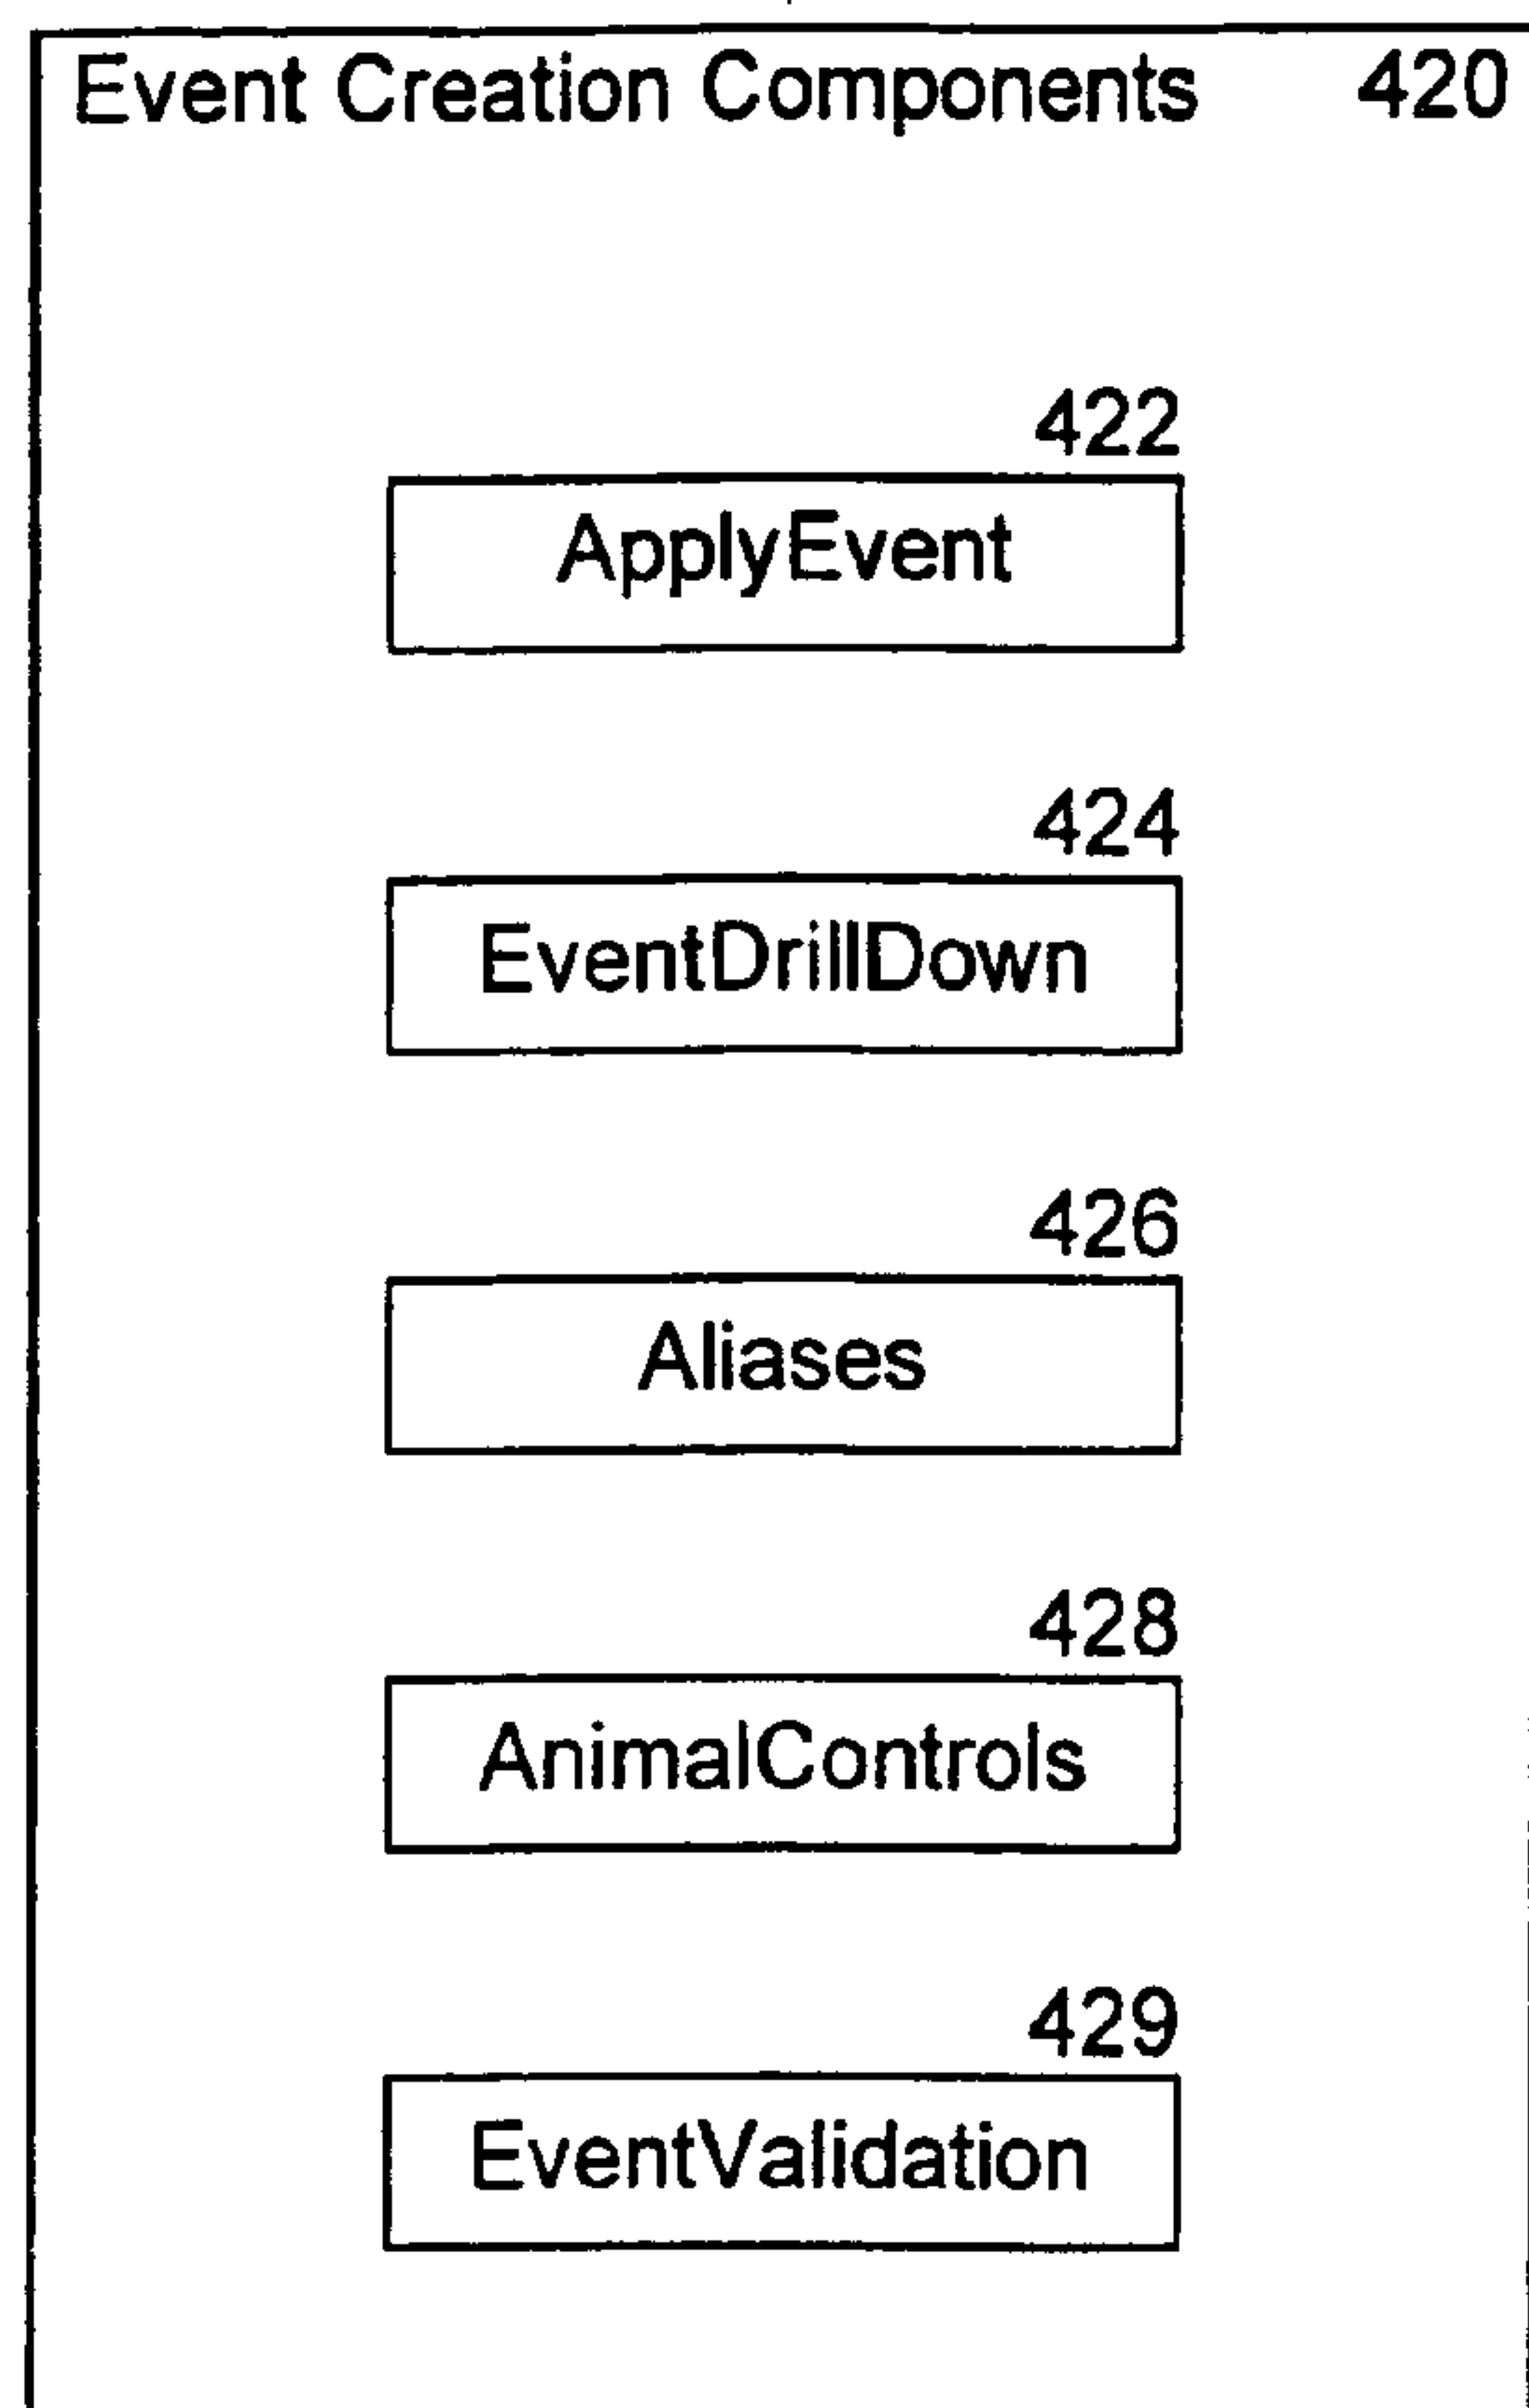 Event Creation Components 420
422
ApplyEvent
424
EventDrillDown
426
Aliases
428
AnimalControls
429
EventValidation